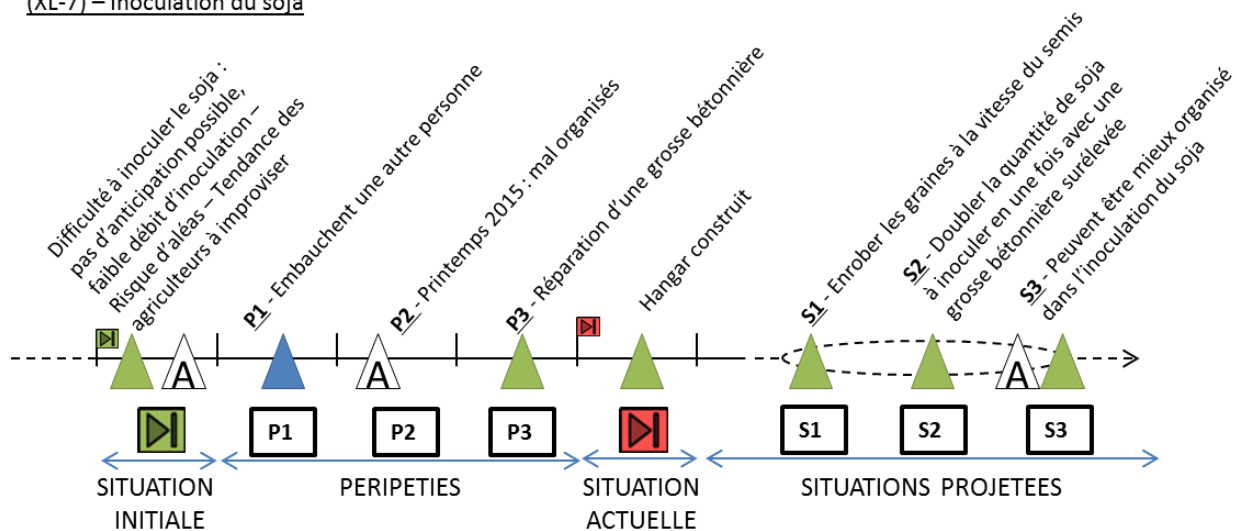 (XL-7) – Inoculation du soja
Difficulté à inoculer le soja :
pas d'anticipation possible,
faible débit d'inoculation –
Risque d'aléas – Tendance des
agriculteurs à improviser
P1 - Embauchent une autre personne
P2 - Printemps 2015 : mal organisés
P3 - Réparation d'une grosse bétonnière
Hangar construit
S1 - Enrober les graines à la vitesse du semis
S2 - Doubler la quantité de soja
à inoculer en une fois avec une
grosse bétonnière surélevée
S3 - Peuvent être mieux organisé
dans l'inoculation du soja
A
A
A
P1
P2
P3
S1
S2
S3
SITUATION
INITIALE
PERIPETIES
SITUATION
ACTUELLE
SITUATIONS PROJETEES